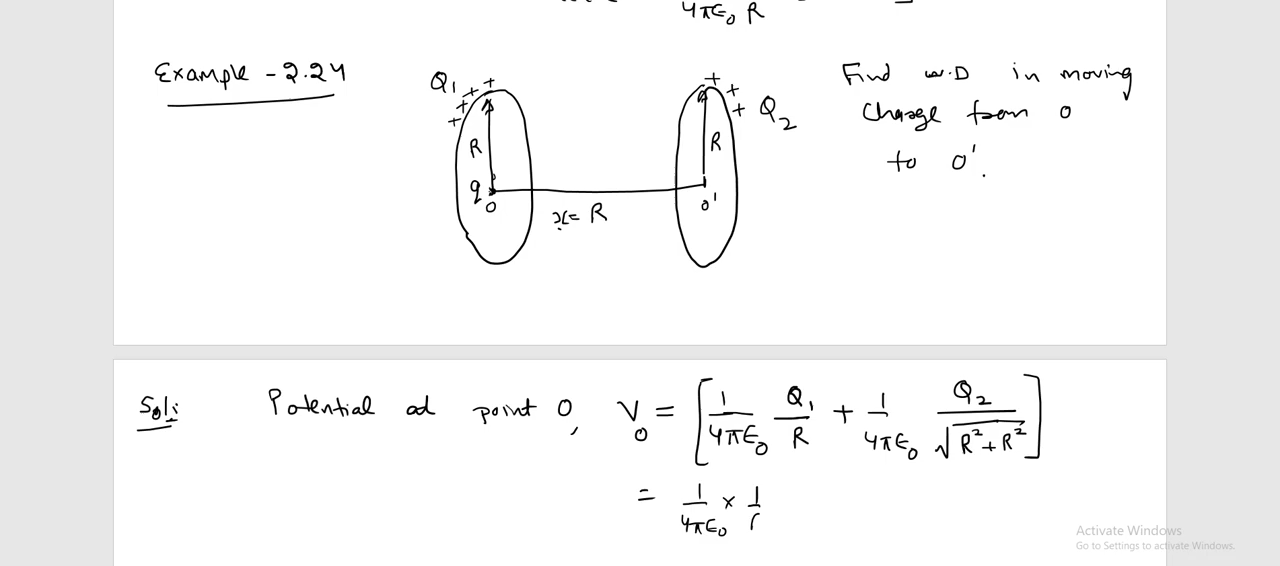 4πε₀ R
Example - 2.24
Q₁ + + + +
+ + + Q₂
R
R
q
O
O'
x = R
Find W.D in moving
charge from O
to O'.
Sol: Potential at point O, V₀ = [ 1/4πε₀ Q₁/R + 1/4πε₀ Q₂/√R²+R² ]
= 1/4πε₀ × 1/
Activate Windows
Go to Settings to activate Windows.